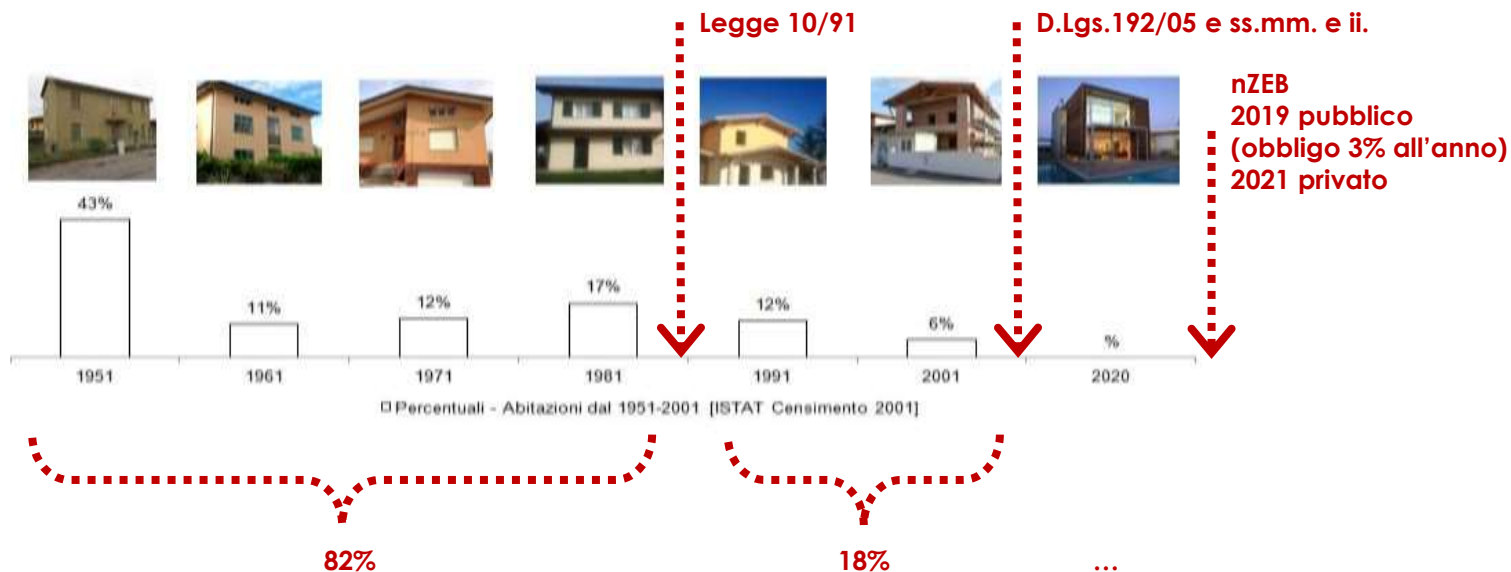 Legge 10/91
D.Lgs.192/05 e ss.mm. e ii.
nZEB
2019 pubblico
(obbligo 3% all'anno)
2021 privato
43%
11%
12%
17%
12%
6%
%
1951
1961
1971
1981
1991
2001
2020
Percentuali - Abitazioni dal 1951-2001 [ISTAT Censimento 2001]
82%
18%
...